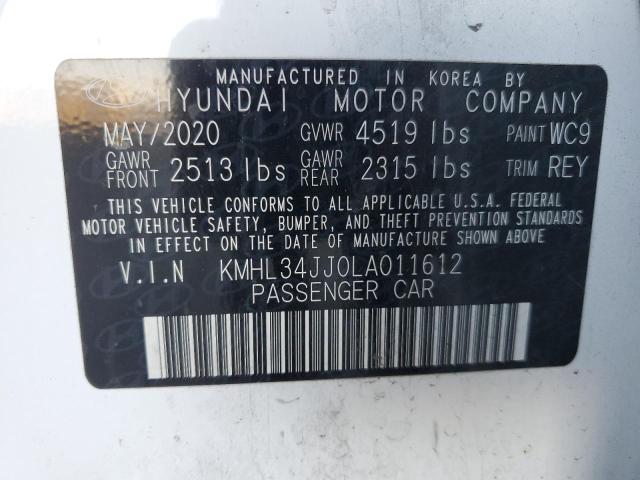 MANUFACTURED IN KOREA BY
HYUNDAI MOTOR COMPANY
MAY/2020 GVWR 4519 lbs PAINT WC9
GAWR FRONT 2513 lbs GAWR REAR 2315 lbs TRIM REY
THIS VEHICLE CONFORMS TO ALL APPLICABLE U.S.A. FEDERAL
MOTOR VEHICLE SAFETY, BUMPER, AND THEFT PREVENTION STANDARDS
IN EFFECT ON THE DATE OF MANUFACTURE SHOWN ABOVE
V.I.N KMHL34JJ0LA011612
PASSENGER CAR